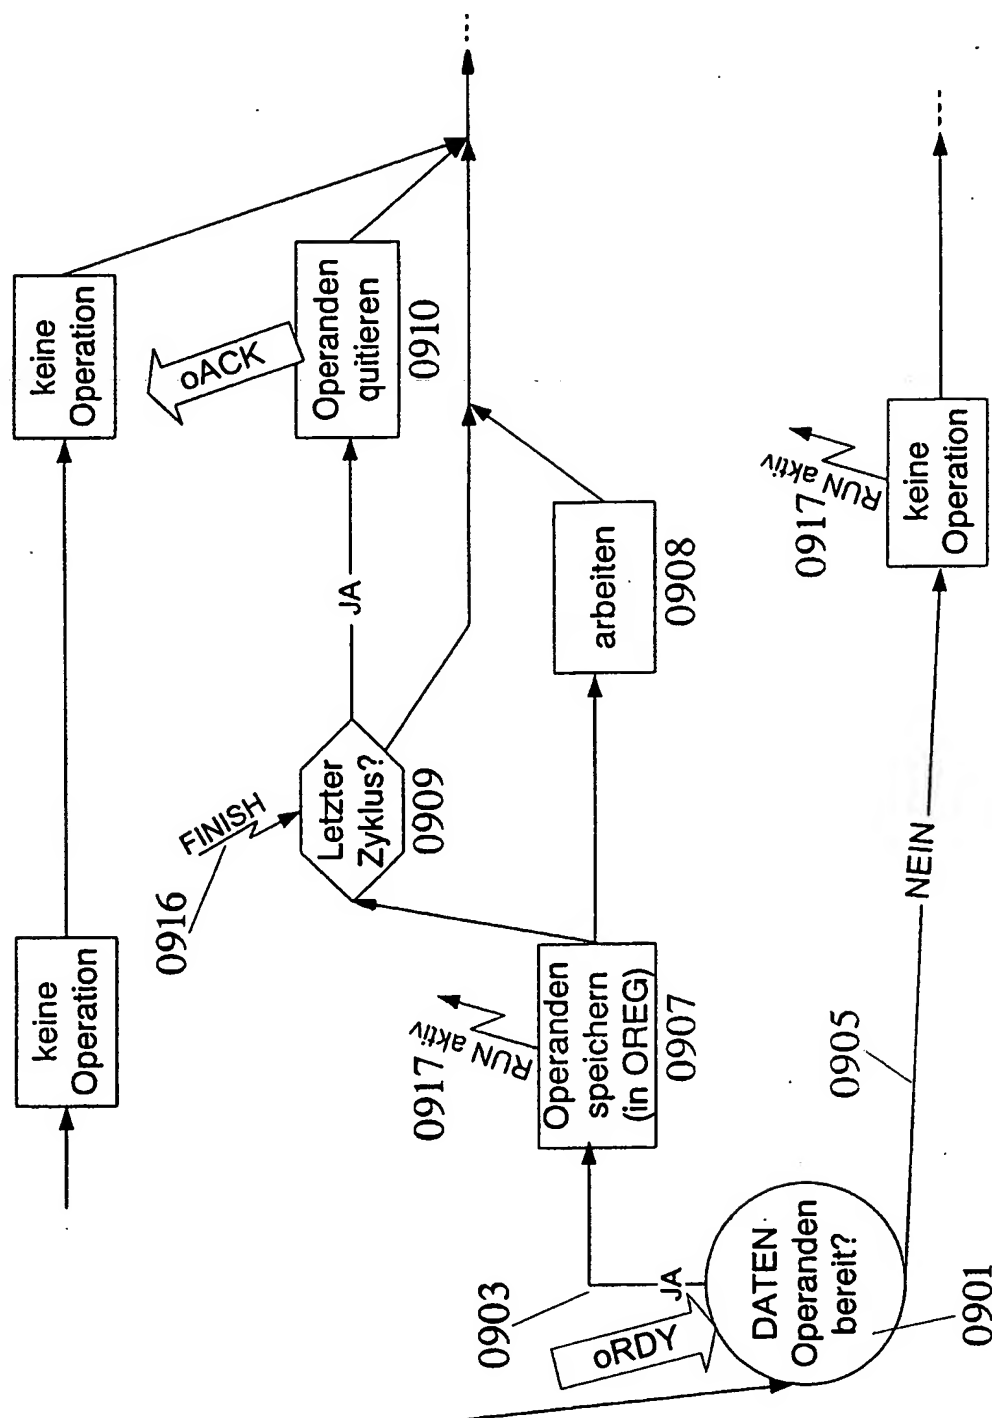 keine
Operation
keine
Operation
0916
FINISH
Letzter
Zyklus?
0909
JA
oACK
Operanden
quitieren
0910
0903
oRDY
JA
DATEN
Operanden
bereit?
0901
0917
RUN aktiv
Operanden
speichern
(in OREG)
0907
arbeiten
0908
0905
NEIN
0917
RUN aktiv
keine
Operation